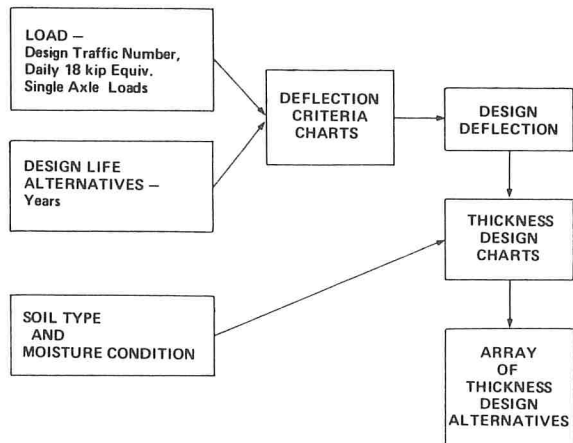 LOAD –
Design Traffic Number,
Daily 18 kip Equiv.
Single Axle Loads
DEFLECTION
CRITERIA
CHARTS
DESIGN
DEFLECTION
DESIGN LIFE
ALTERNATIVES –
Years
THICKNESS
DESIGN
CHARTS
SOIL TYPE
AND
MOISTURE CONDITION
ARRAY
OF
THICKNESS
DESIGN
ALTERNATIVES